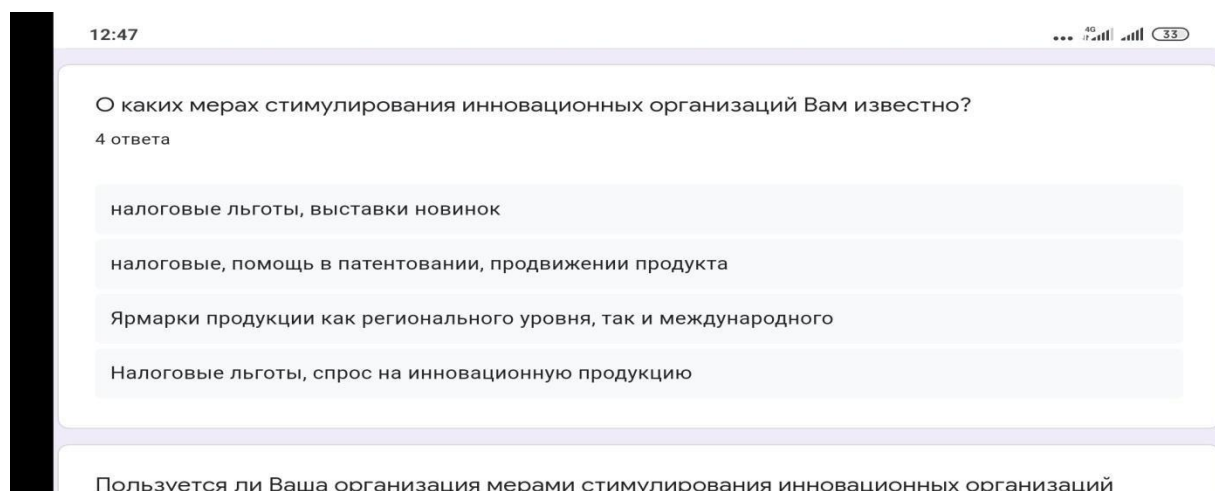 12:47
4G
33
О каких мерах стимулирования инновационных организаций Вам известно?
4 ответа
налоговые льготы, выставки новинок
налоговые, помощь в патентовании, продвижении продукта
Ярмарки продукции как регионального уровня, так и международного
Налоговые льготы, спрос на инновационную продукцию
Пользуется ли Ваша организация мерами стимулирования инновационных организаций